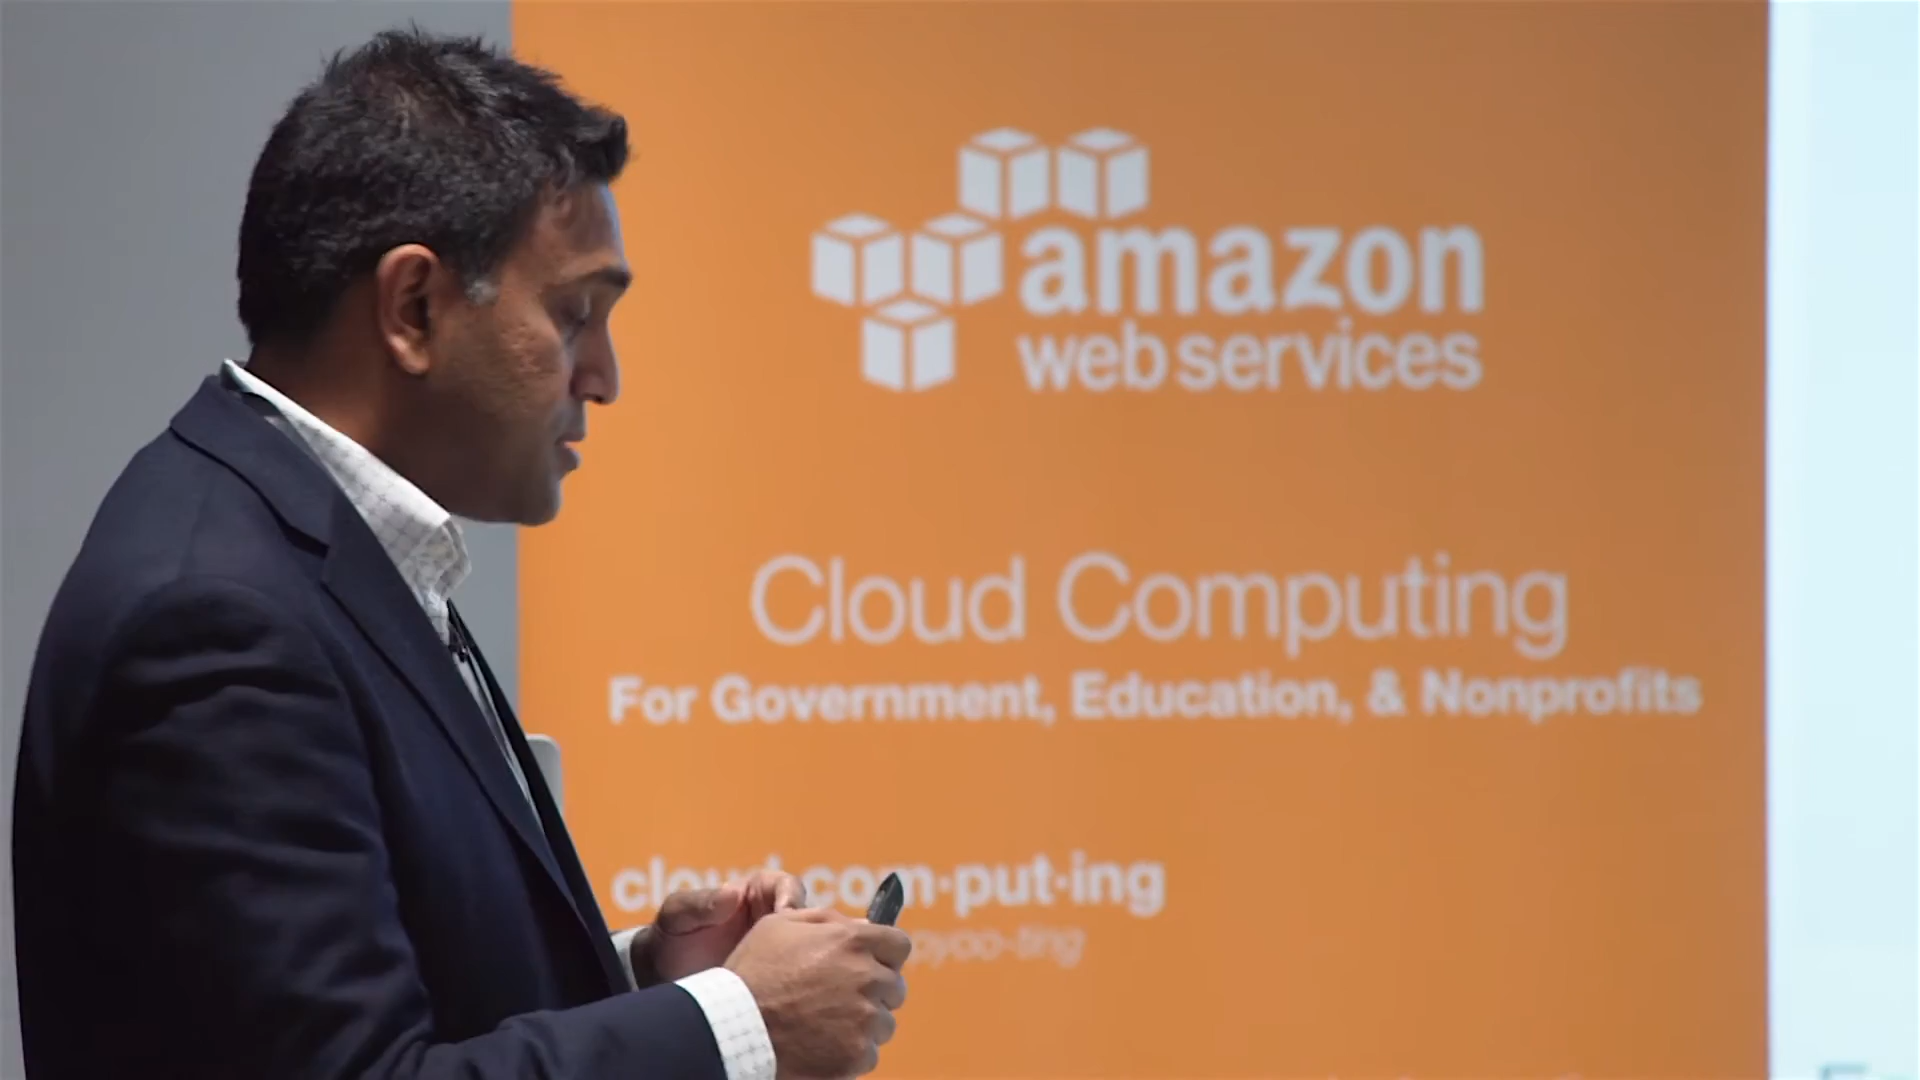 amazon
web services
Cloud Computing
For Government, Education, & Nonprofits
com·put·ing